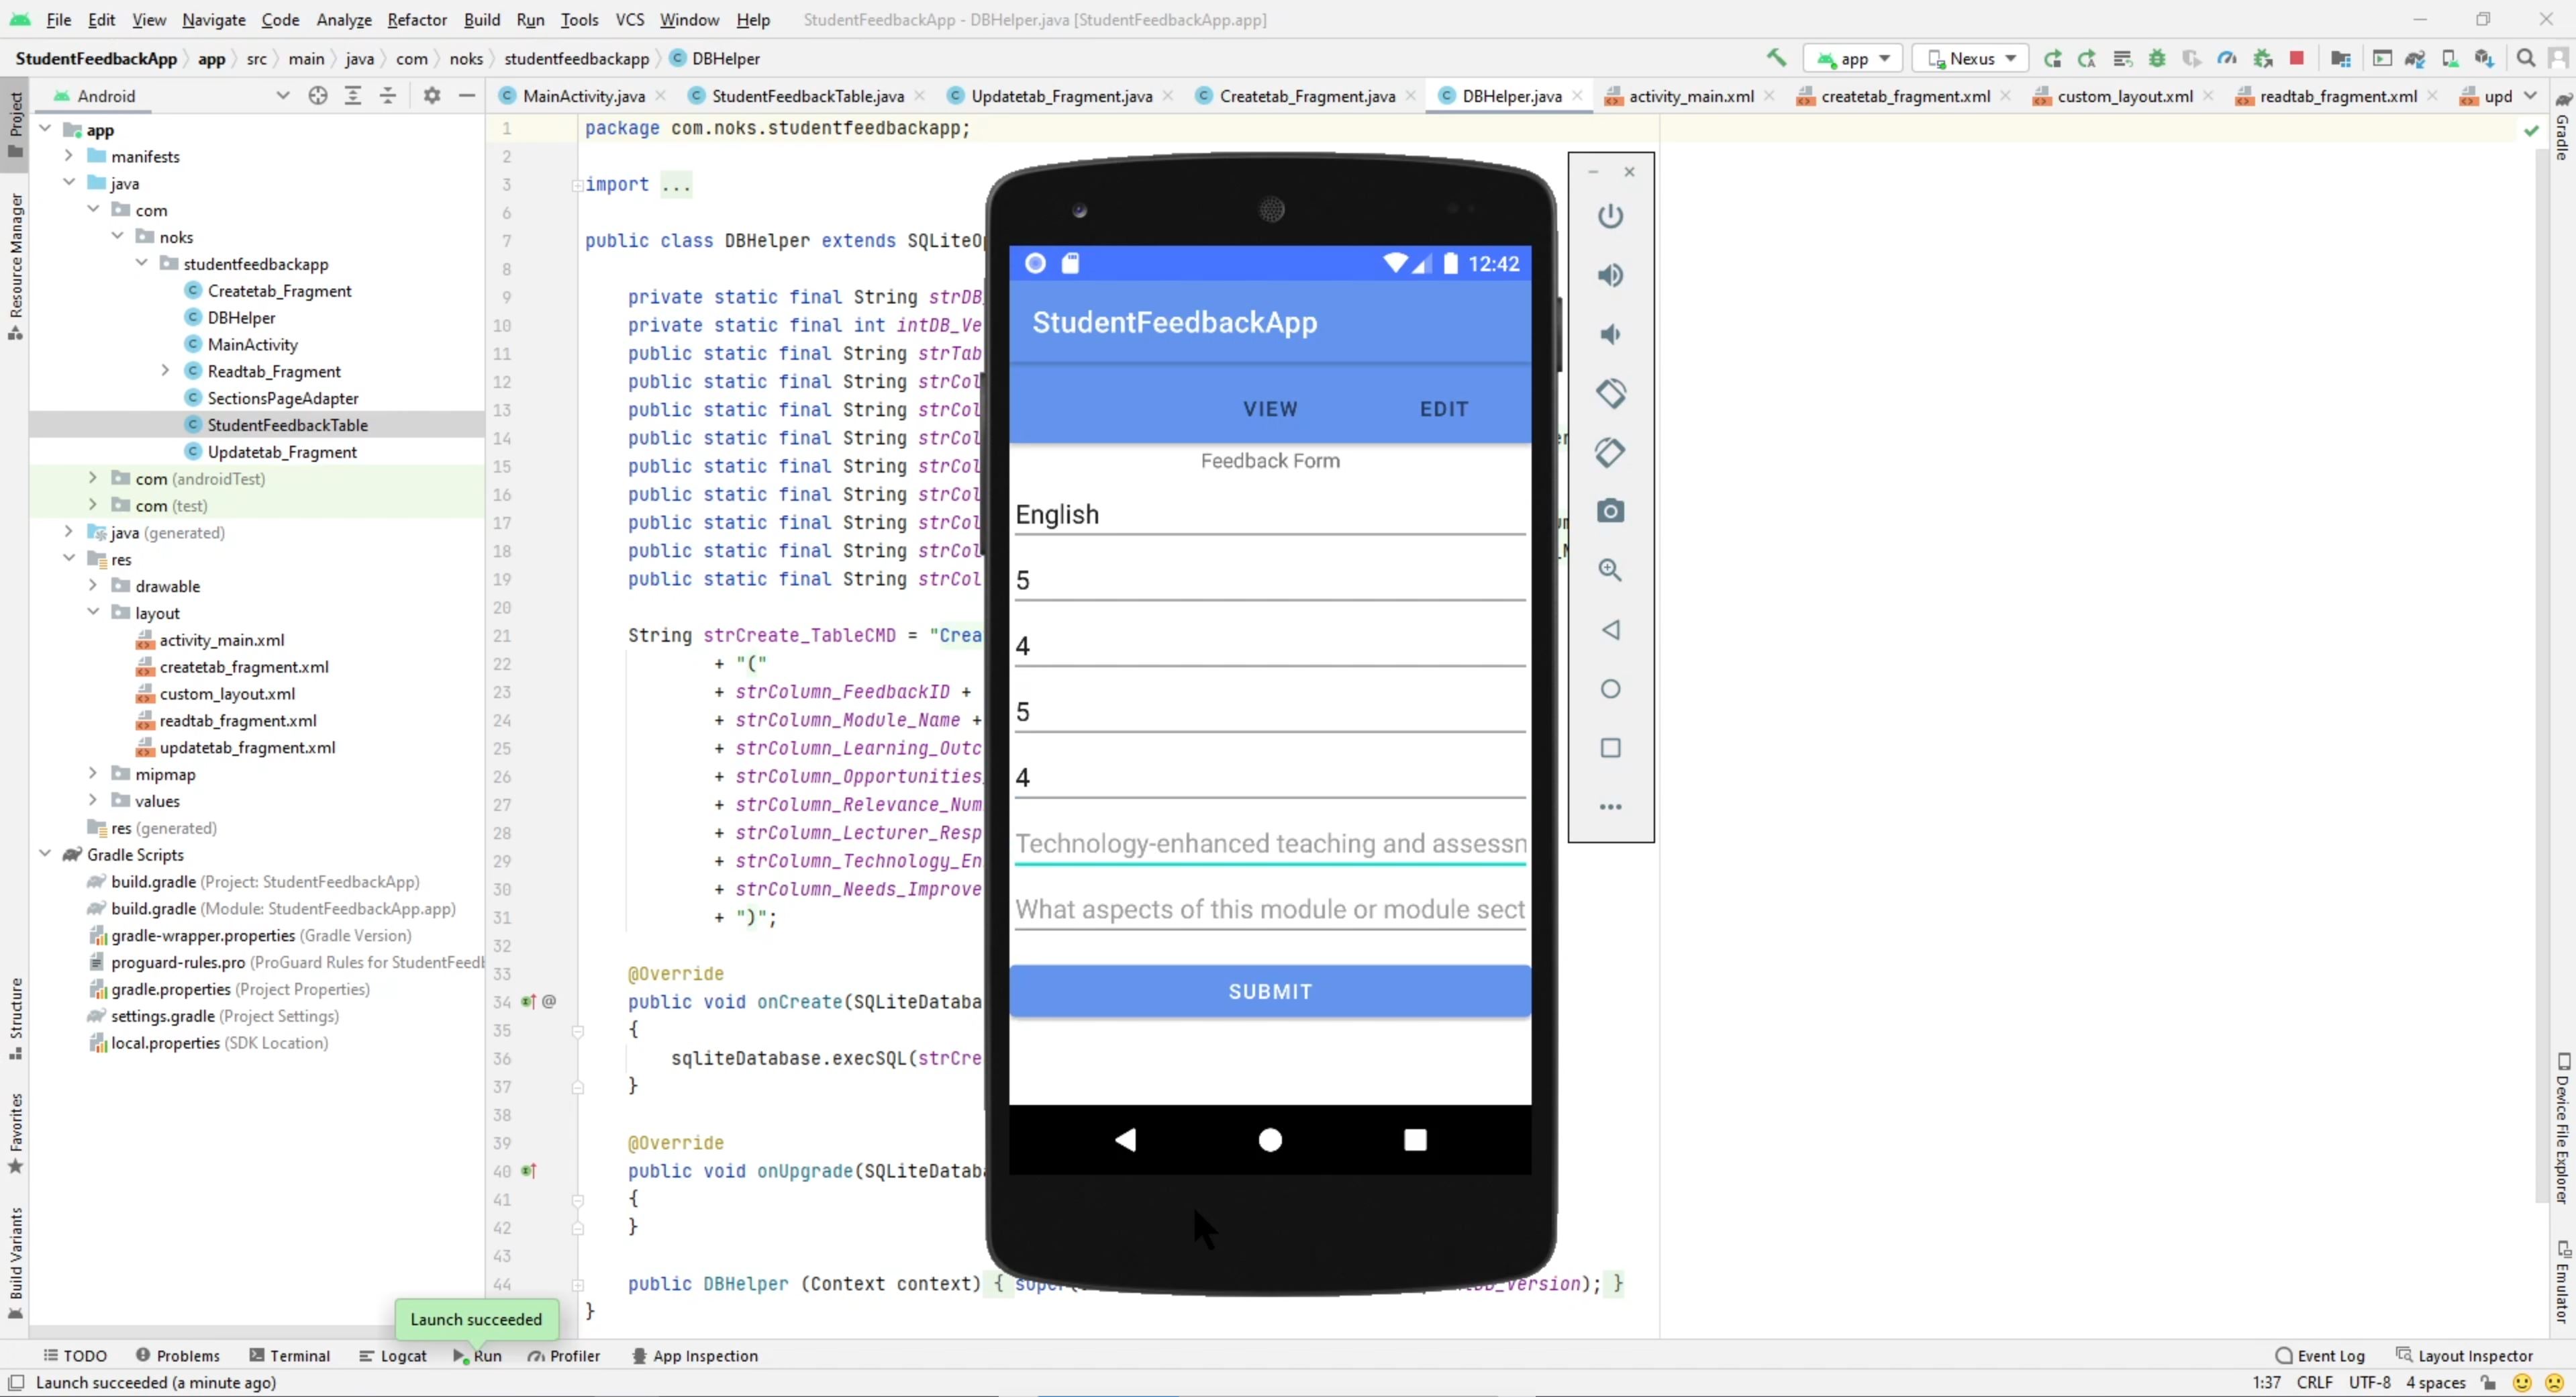 File Edit View Navigate Code Analyze Refactor Build Run Tools VCS Window Help StudentFeedbackApp - DBHelper.java [StudentFeedbackApp.app]
StudentFeedbackApp app src main java com noks studentfeedbackapp DBHelper app Nexus
Android MainActivity.java StudentFeedbackTable.java Updatetab_Fragment.java Createtab_Fragment.java DBHelper.java activity_main.xml createtab_fragment.xml custom_layout.xml readtab_fragment.xml upd
Project
Resource Manager
Structure
Favorites
Build Variants
app
manifests
java
com
noks
studentfeedbackapp
Createtab_Fragment
DBHelper
MainActivity
Readtab_Fragment
SectionsPageAdapter
StudentFeedbackTable
Updatetab_Fragment
com (androidTest)
com (test)
java (generated)
res
drawable
layout
activity_main.xml
createtab_fragment.xml
custom_layout.xml
readtab_fragment.xml
updatetab_fragment.xml
mipmap
values
res (generated)
Gradle Scripts
build.gradle (Project: StudentFeedbackApp)
build.gradle (Module: StudentFeedbackApp.app)
gradle-wrapper.properties (Gradle Version)
proguard-rules.pro (ProGuard Rules for StudentFeedb
gradle.properties (Project Properties)
settings.gradle (Project Settings)
local.properties (SDK Location)
1 package com.noks.studentfeedbackapp;
2
3 import ...
6
7 public class DBHelper extends SQLiteOp
8
9 private static final String strDB_
10 private static final int intDB_Ve
11 public static final String strTab
12 public static final String strCol
13 public static final String strCol
14 public static final String strCol
15 public static final String strCol
16 public static final String strCol
17 public static final String strCol
18 public static final String strCol
19 public static final String strCol
20
21 String strCreate_TableCMD = "Crea
22 + "("
23 + strColumn_FeedbackID +
24 + strColumn_Module_Name +
25 + strColumn_Learning_Outc
26 + strColumn_Opportunities
27 + strColumn_Relevance_Num
28 + strColumn_Lecturer_Resp
29 + strColumn_Technology_En
30 + strColumn_Needs_Improve
31 + ")";
32
33 @Override
34 public void onCreate(SQLiteDataba
35 {
36 sqliteDatabase.execSQL(strCre
37 }
38
39 @Override
40 public void onUpgrade(SQLiteDataba
41 {
42 }
43
44 public DBHelper (Context context) { super( _Version); }
}
12:42
StudentFeedbackApp
VIEW EDIT
Feedback Form
English
5
4
5
4
Technology-enhanced teaching and assessn
What aspects of this module or module sect
SUBMIT
Gradle
Device File Explorer
Emulator
Launch succeeded
TODO Problems Terminal Logcat Run Profiler App Inspection Event Log Layout Inspector
Launch succeeded (a minute ago) 1:37 CRLF UTF-8 4 spaces